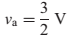 vₐ = 3/2 V